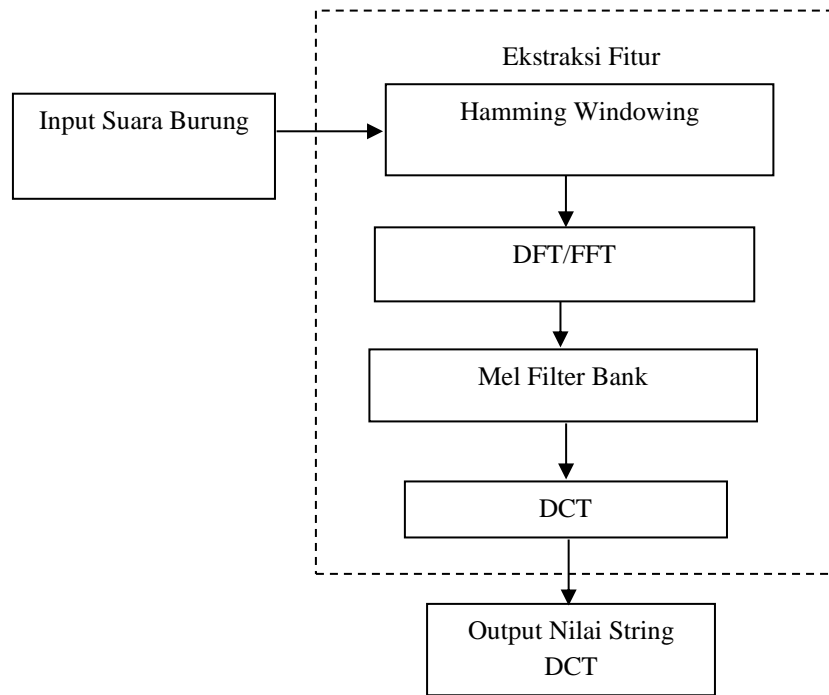 Ekstraksi Fitur
Input Suara Burung
Hamming Windowing
DFT/FFT
Mel Filter Bank
DCT
Output Nilai String
DCT